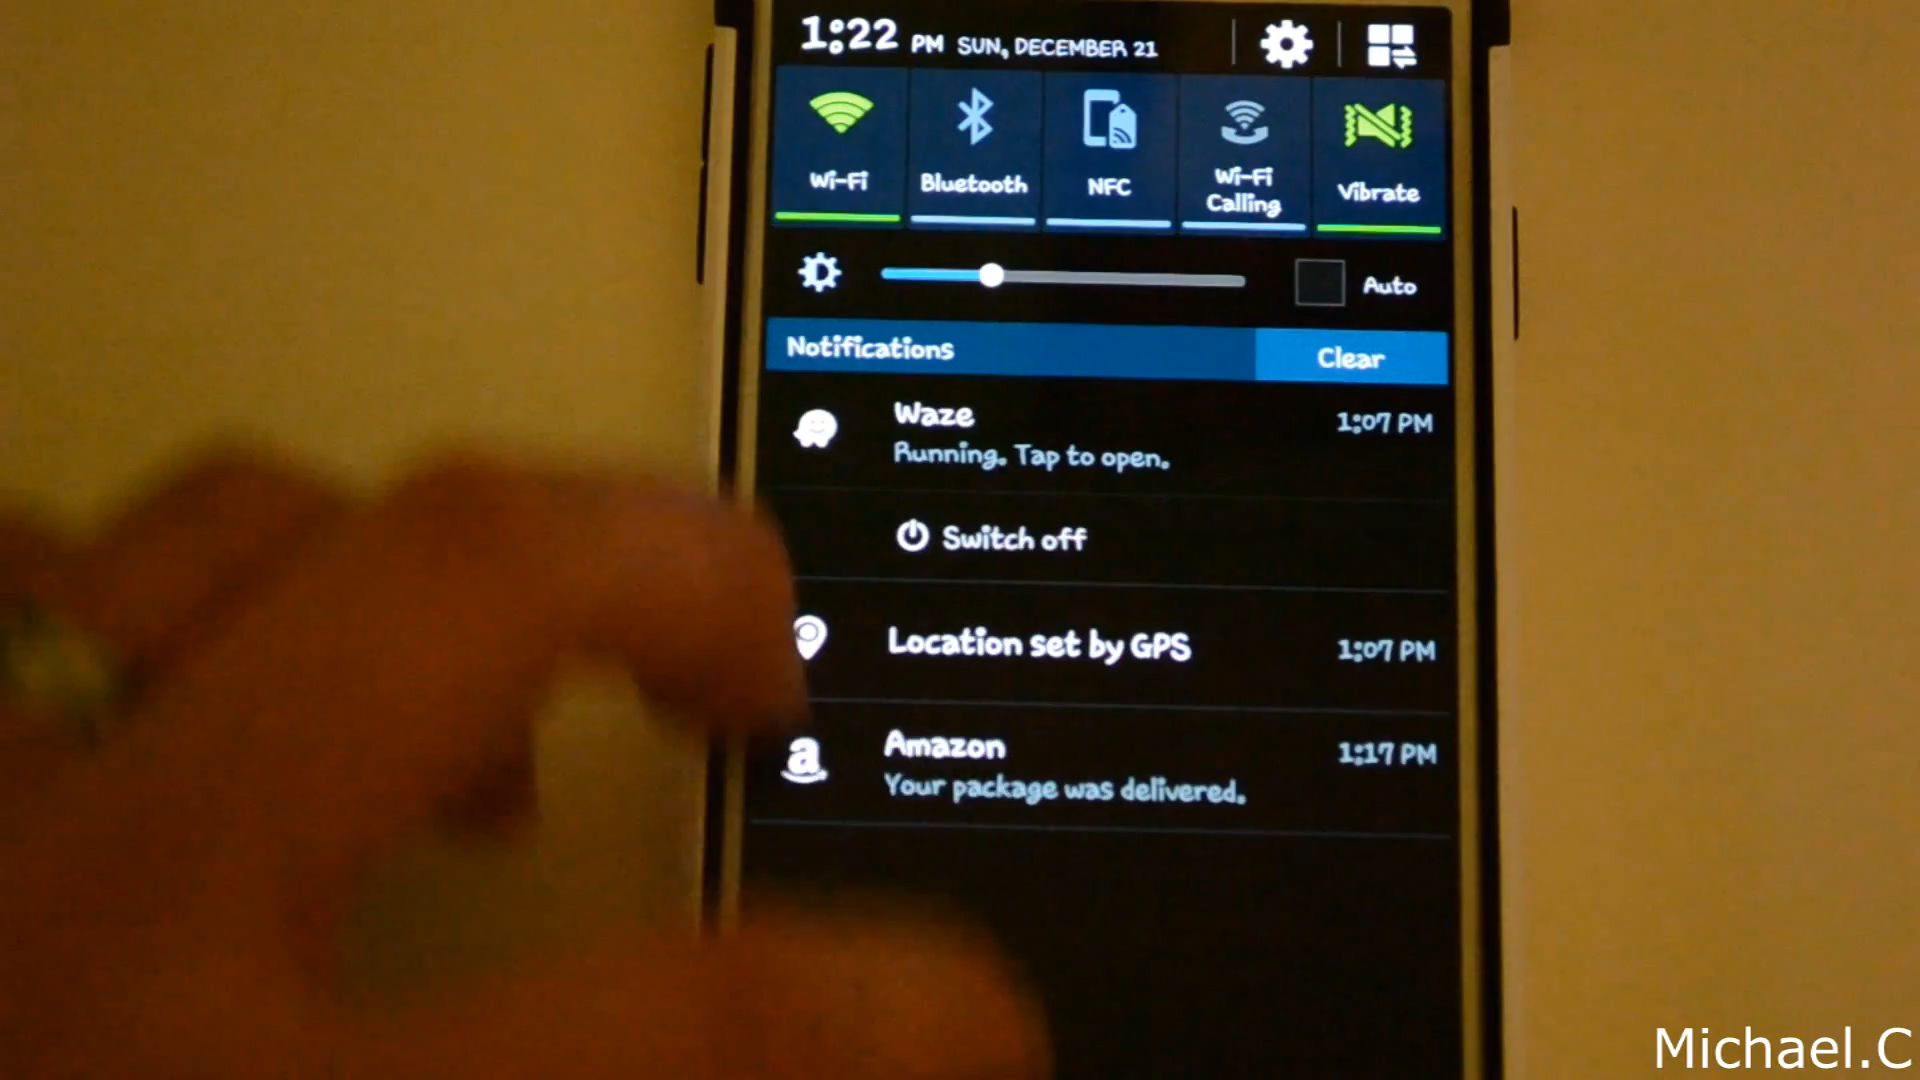 1:22 PM SUN, DECEMBER 21
Wi-Fi
Bluetooth
NFC
Wi-Fi
Calling
Vibrate
Auto
Notifications
Clear
Waze
1:07 PM
Running. Tap to open.
Switch off
Location set by GPS
1:07 PM
Amazon
1:17 PM
Your package was delivered.
Michael.C